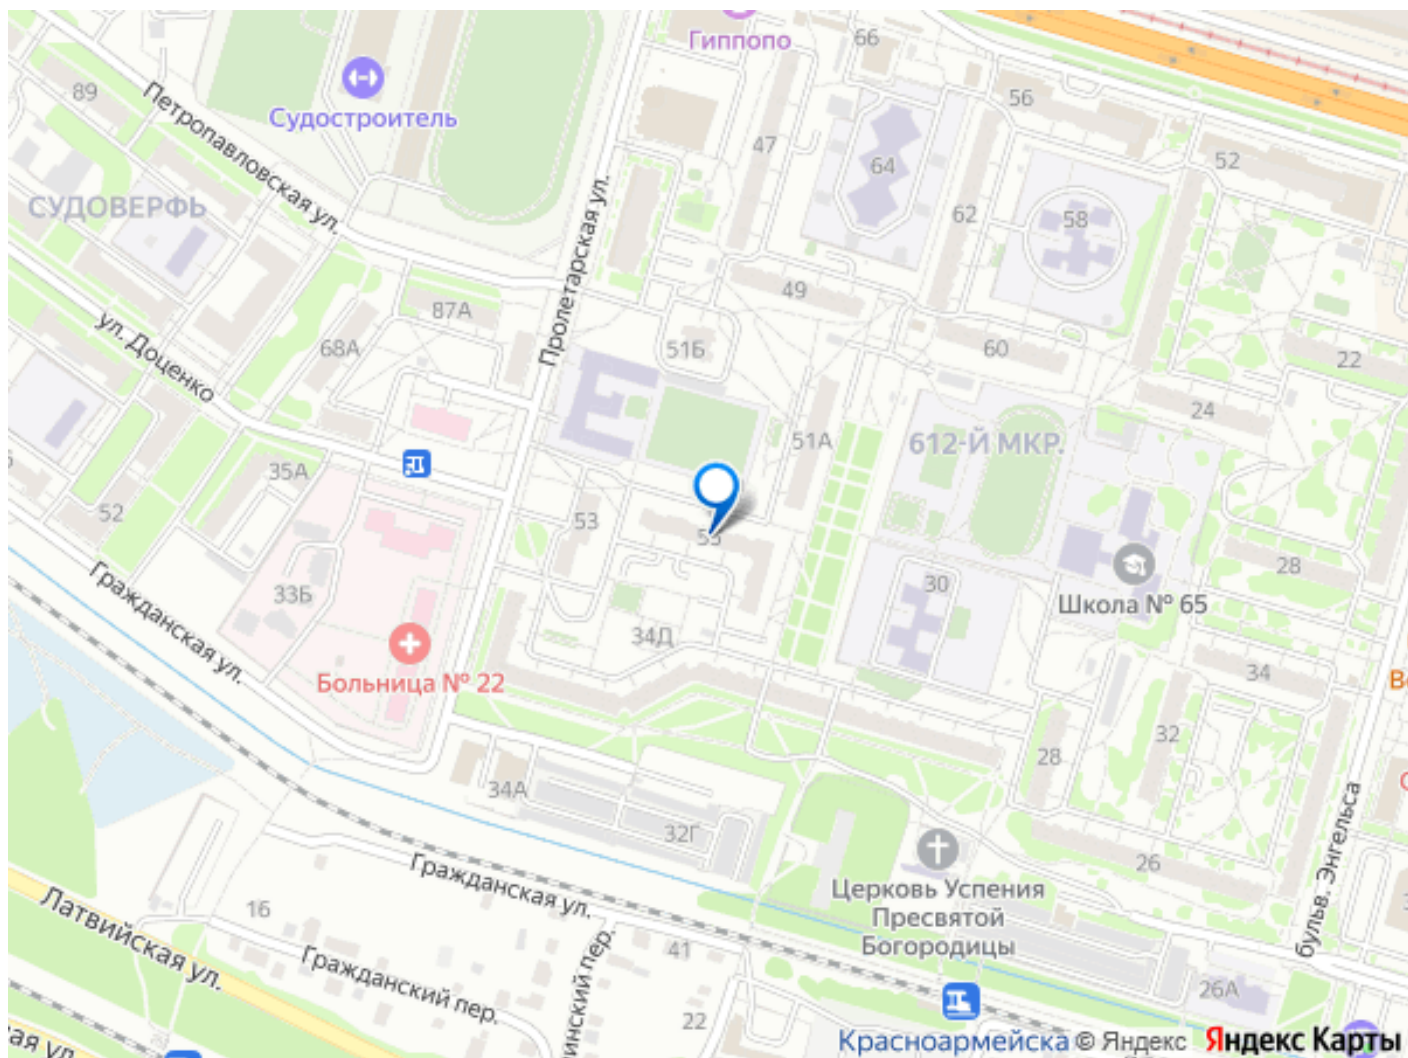 Гиппопо
66
89
Судостроитель
56
Петропавловская ул.
47
64
52
СУДОВЕРФЬ
62
58
Пролетарская ул.
49
87А
ул. Доценко
68А
51Б
60
22
24
51А
612-Й МКР.
35А
52
53
28
Гражданская ул.
33Б
30
Школа № 65
34Д
Больница № 22
34
32
28
34А
32Г
бульв. Энгельса
26
Гражданская ул.
Церковь Успения
Пресвятой
Богородицы
Латвийская ул.
16
Гражданский пер.
41
26А
22
Красноармейска
© Яндекс
Яндекс Карты